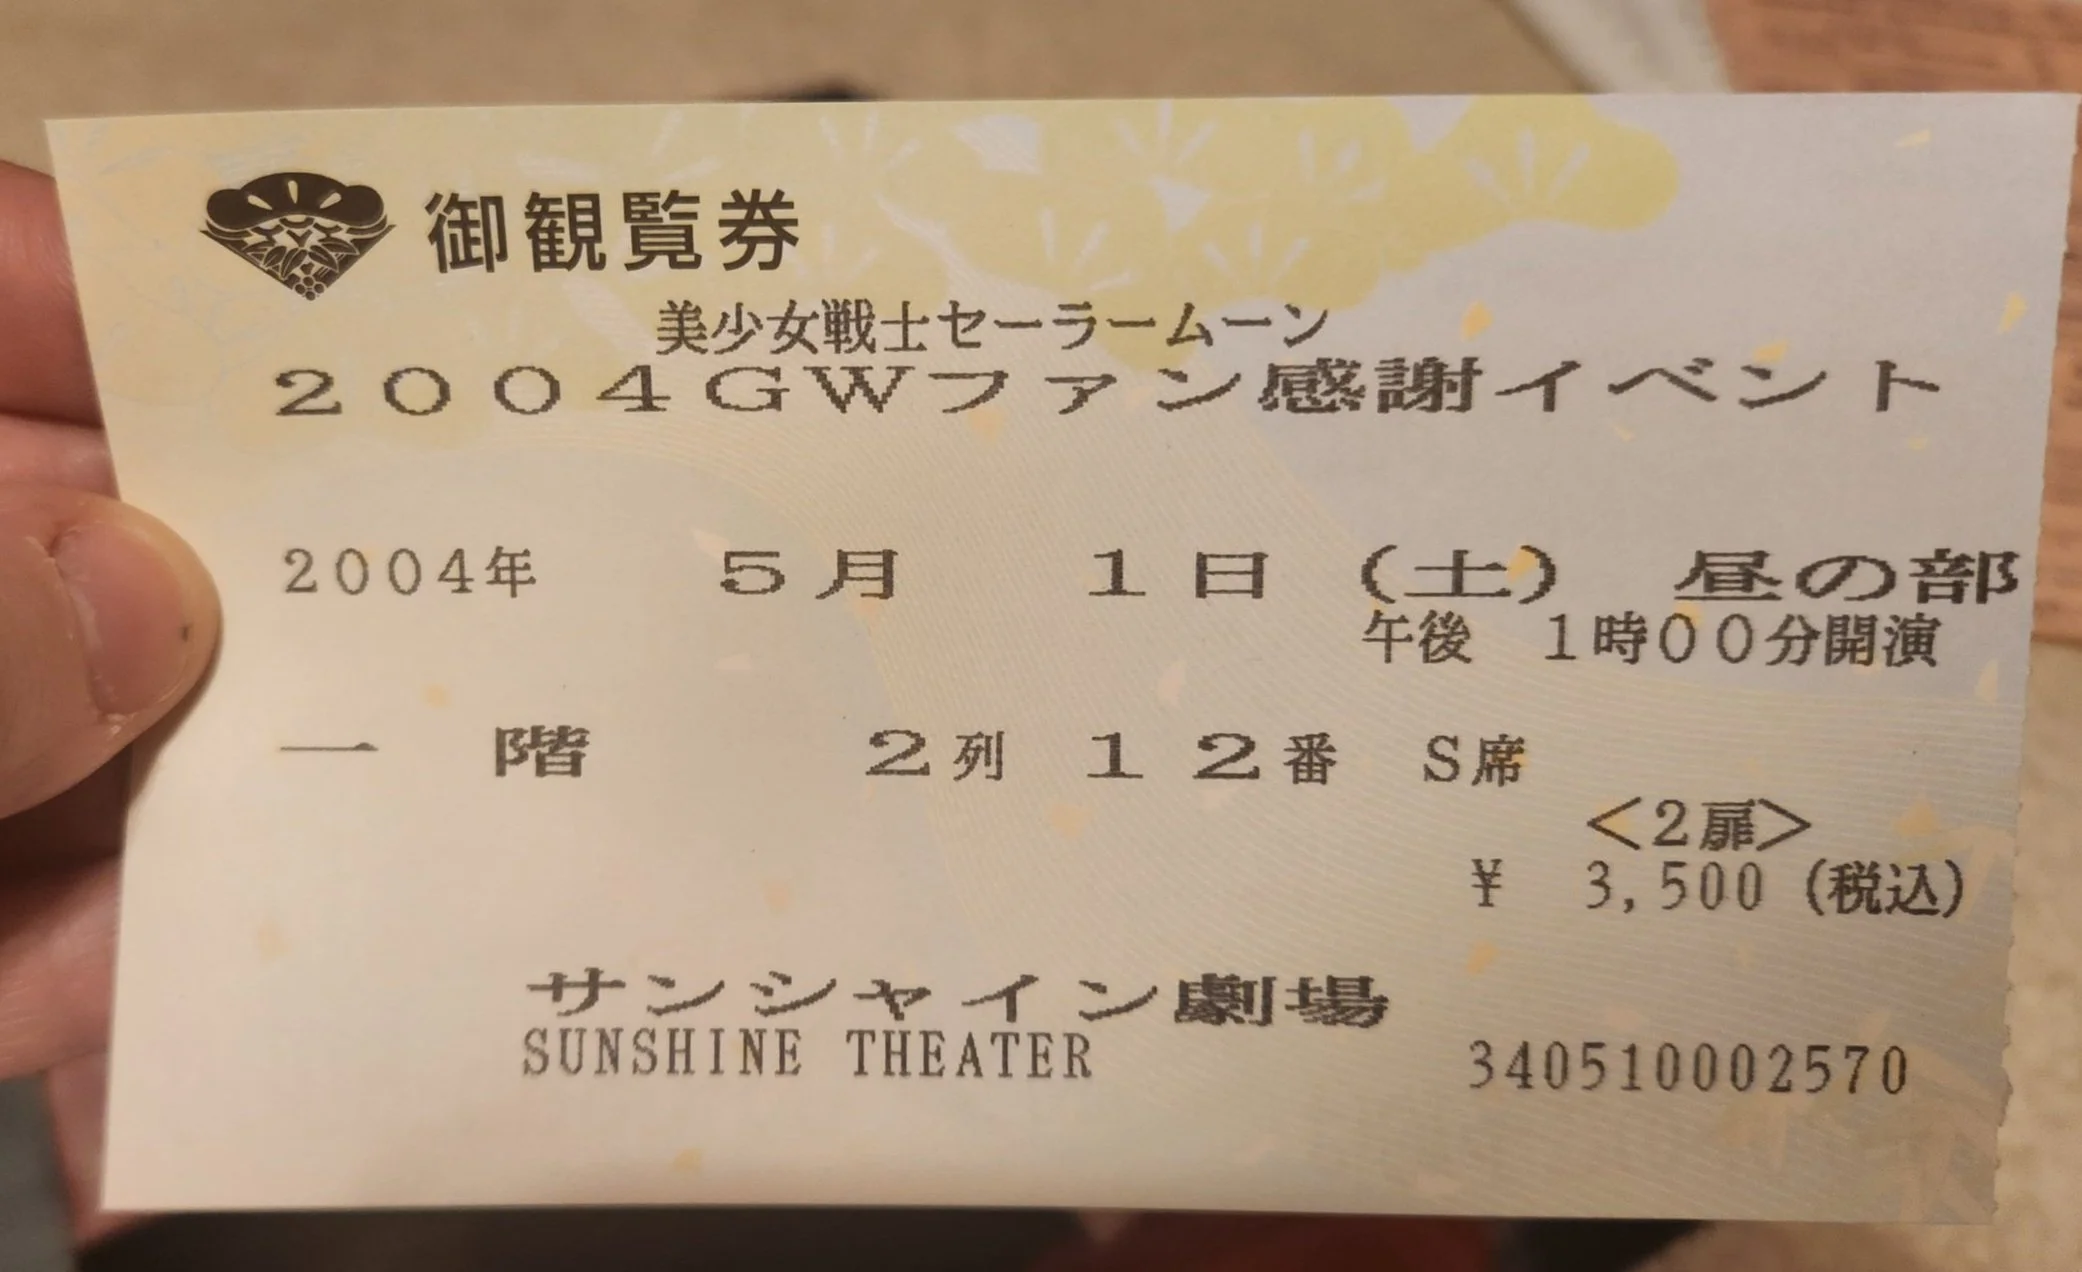 御観覧券
美少女戦士セーラームーン
2004GWファン感謝イベント
2004年 5月 1日 (土) 昼の部
午後 1時00分開演
一 階 2列 12番 S席
<2扉>
¥ 3,500 (税込)
サンシャイン劇場
SUNSHINE THEATER
340510002570